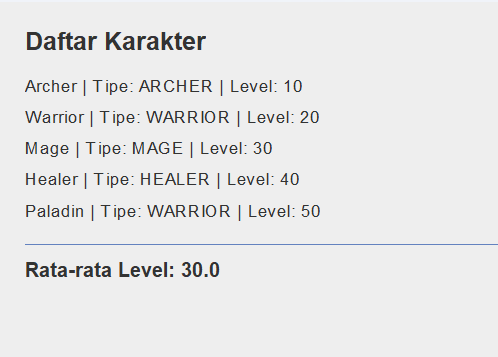 Daftar Karakter
Archer | Tipe: ARCHER | Level: 10
Warrior | Tipe: WARRIOR | Level: 20
Mage | Tipe: MAGE | Level: 30
Healer | Tipe: HEALER | Level: 40
Paladin | Tipe: WARRIOR | Level: 50
Rata-rata Level: 30.0